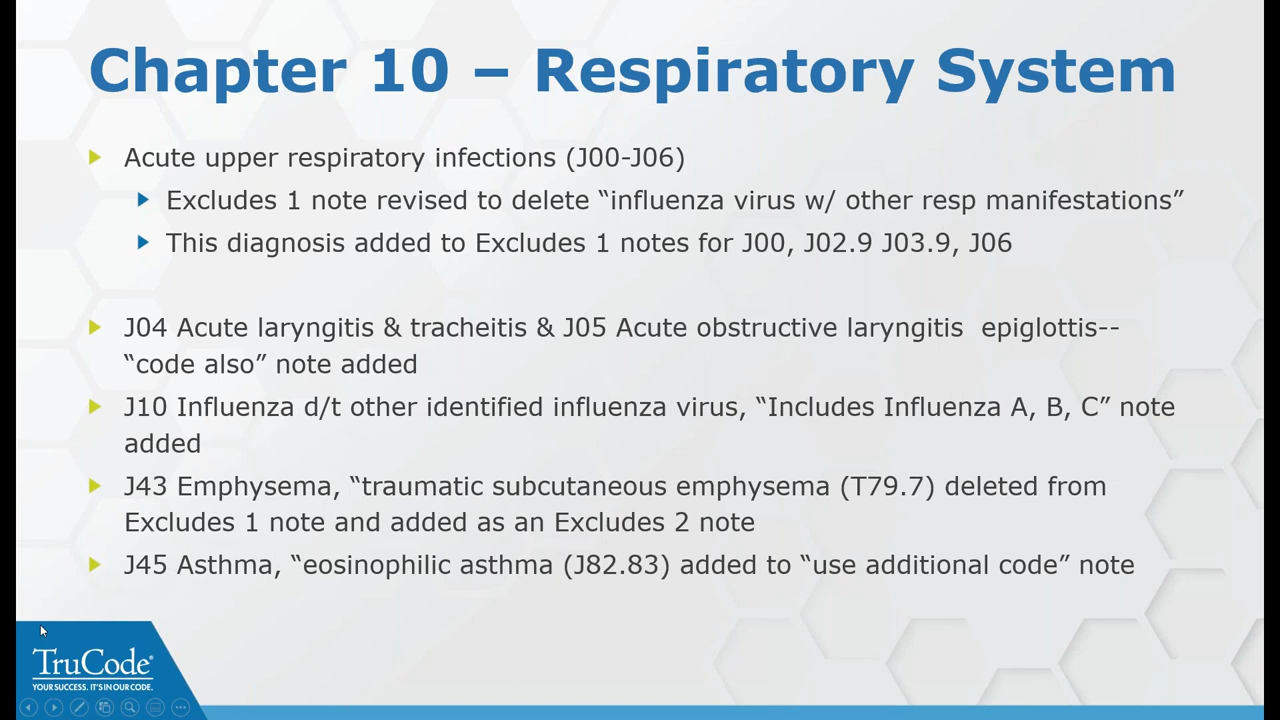 Chapter 10 – Respiratory System
Acute upper respiratory infections (J00-J06)
Excludes 1 note revised to delete “influenza virus w/ other resp manifestations”
This diagnosis added to Excludes 1 notes for J00, J02.9 J03.9, J06
J04 Acute laryngitis & tracheitis & J05 Acute obstructive laryngitis  epiglottis--
“code also” note added
J10 Influenza d/t other identified influenza virus, “Includes Influenza A, B, C” note
added
J43 Emphysema, “traumatic subcutaneous emphysema (T79.7) deleted from
Excludes 1 note and added as an Excludes 2 note
J45 Asthma, “eosinophilic asthma (J82.83) added to “use additional code” note
TruCode®
YOUR SUCCESS. IT'S IN OUR CODE.